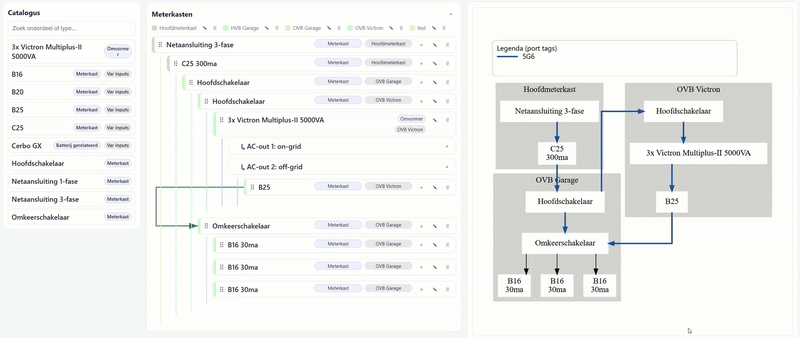 Catalogus
Zoek onderdeel of type...
3x Victron Multiplus-II 5000VA
Omvormer
B16 Meterkast Var inputs
B20 Meterkast Var inputs
B25 Meterkast Var inputs
C25 Meterkast Var inputs
Cerbo GX Batterij gerelateerd Var inputs
Hoofdschakelaar Meterkast
Netaansluiting 1-fase Meterkast
Netaansluiting 3-fase Meterkast
Omkeerschakelaar Meterkast
Meterkasten
Hoofdmeterkast HVB Garage OVB Garage OVB Victron test
Netaansluiting 3-fase Meterkast Hoofdmeterkast
C25 300ma Meterkast Hoofdmeterkast
Hoofdschakelaar Meterkast OVB Garage
Hoofdschakelaar Meterkast OVB Victron
3x Victron Multiplus-II 5000VA Omvormer
OVB Victron
AC-out 1: on-grid
AC-out 2: off-grid
B25 Meterkast OVB Victron
Omkeerschakelaar Meterkast OVB Garage
B16 30ma Meterkast OVB Garage
B16 30ma Meterkast OVB Garage
B16 30ma Meterkast OVB Garage
Legenda (port tags)
5G6
Hoofdmeterkast
Netaansluiting 3-fase
C25
300ma
OVB Garage
Hoofdschakelaar
Omkeerschakelaar
B16
30ma
B16
30ma
B16
30ma
OVB Victron
Hoofdschakelaar
3x Victron Multiplus-II 5000VA
B25